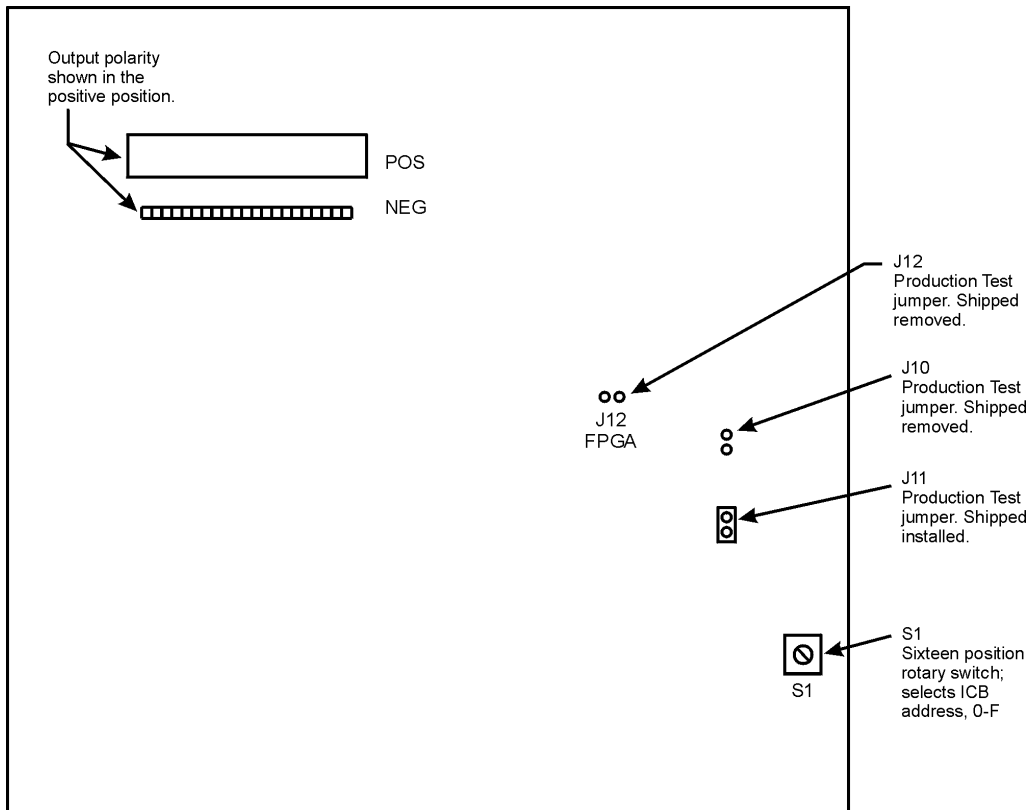 Output polarity
shown in the
positive position.
POS
NEG
J12
Production Test
jumper. Shipped
removed.
J10
Production Test
jumper. Shipped
removed.
J12
FPGA
J11
Production Test
jumper. Shipped
installed.
S1
Sixteen position
rotary switch;
selects ICB
address, 0-F
S1